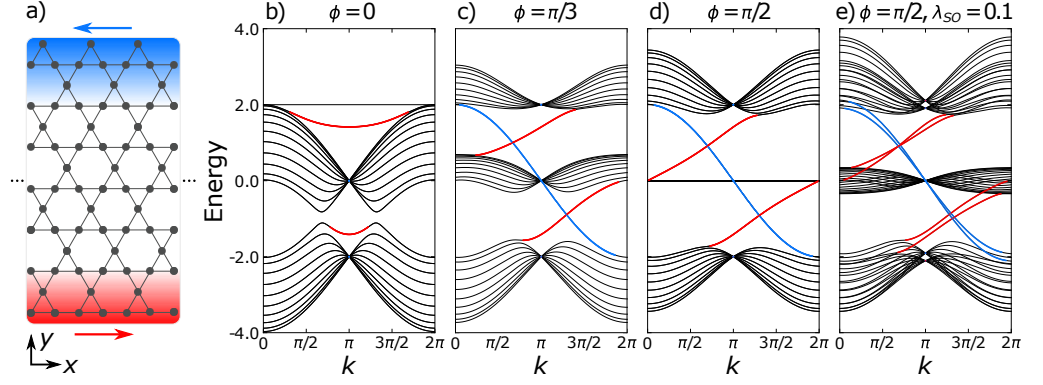 a) b) ϕ = 0 c) ϕ = π/3 d) ϕ = π/2 e) ϕ = π/2, λ_SO = 0.1
4.0
2.0
0.0
-2.0
-4.0
Energy
... ...
y
x
0 π/2 π 3π/2 2π 0 π/2 π 3π/2 2π 0 π/2 π 3π/2 2π 0 π/2 π 3π/2 2π
k k k k